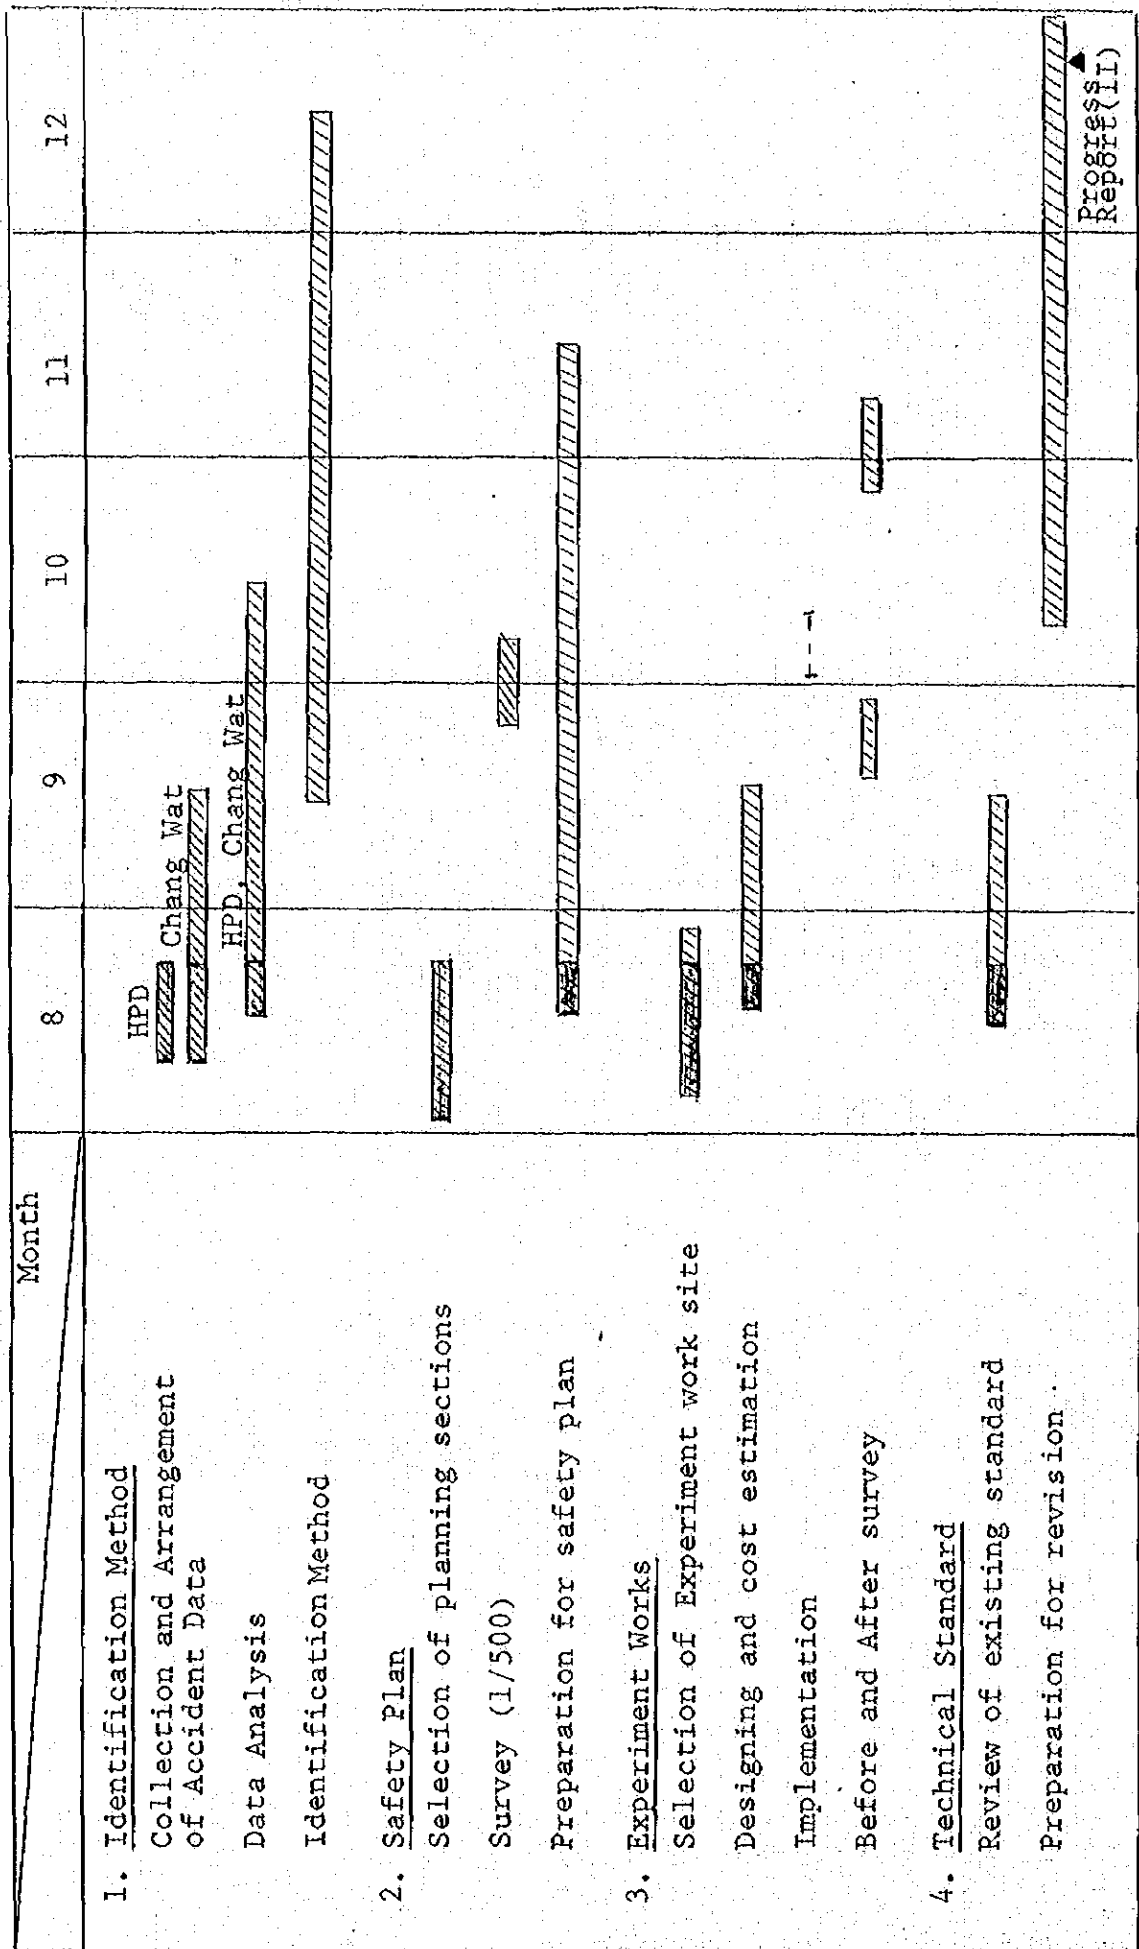 Month
8 9 10 11 12
1. Identification Method
Collection and Arrangement
of Accident Data
HPD
Chang Wat
Data Analysis
HPD, Chang Wat
Identification Method
2. Safety Plan
Selection of planning sections
Survey (1/500)
Preparation for safety plan
3. Experiment Works
Selection of Experiment work site
Designing and cost estimation
Implementation
Before and After survey
4. Technical Standard
Review of existing standard
Preparation for revision
Progress
Report(II)